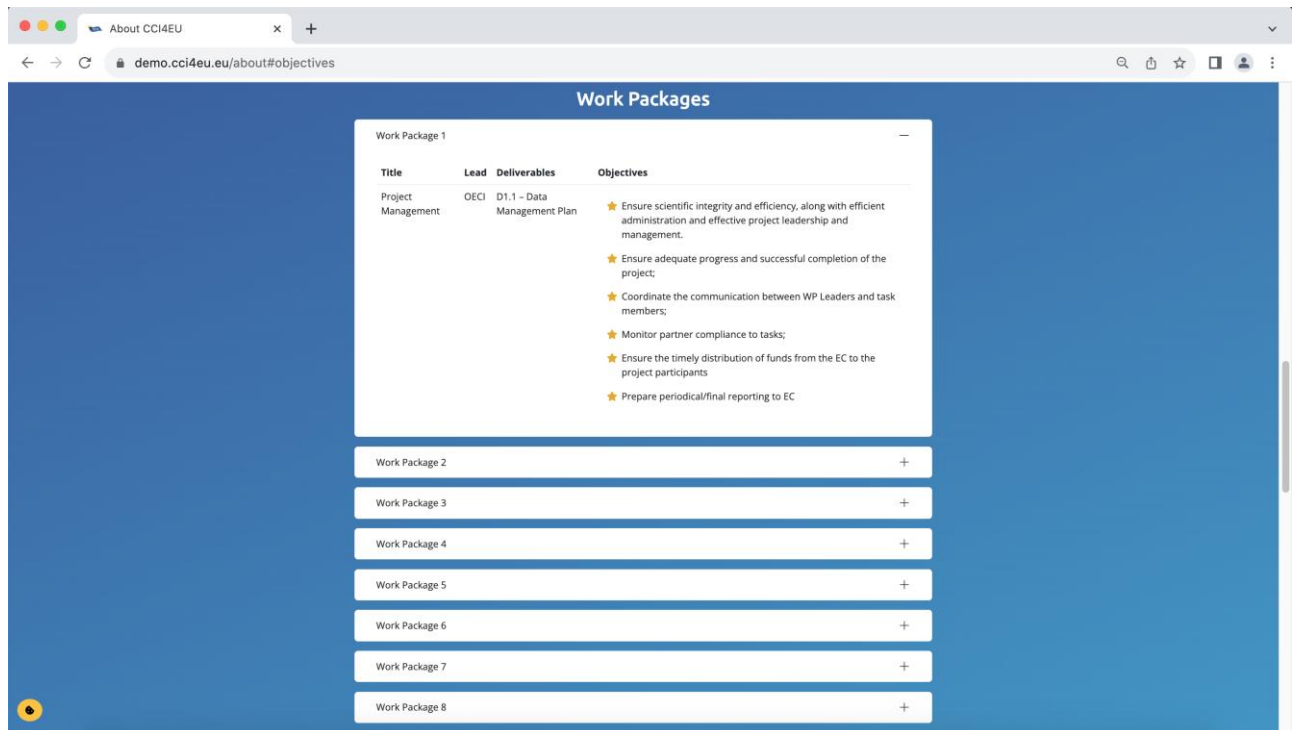 About CCI4EU
demo.cci4eu.eu/about#objectives
Work Packages
Work Package 1
Title Lead Deliverables Objectives
Project Management
OECI
D1.1 – Data Management Plan
Ensure scientific integrity and efficiency, along with efficient
administration and effective project leadership and
management.
Ensure adequate progress and successful completion of the
project;
Coordinate the communication between WP Leaders and task
members;
Monitor partner compliance to tasks;
Ensure the timely distribution of funds from the EC to the
project participants
Prepare periodical/final reporting to EC
Work Package 2
Work Package 3
Work Package 4
Work Package 5
Work Package 6
Work Package 7
Work Package 8